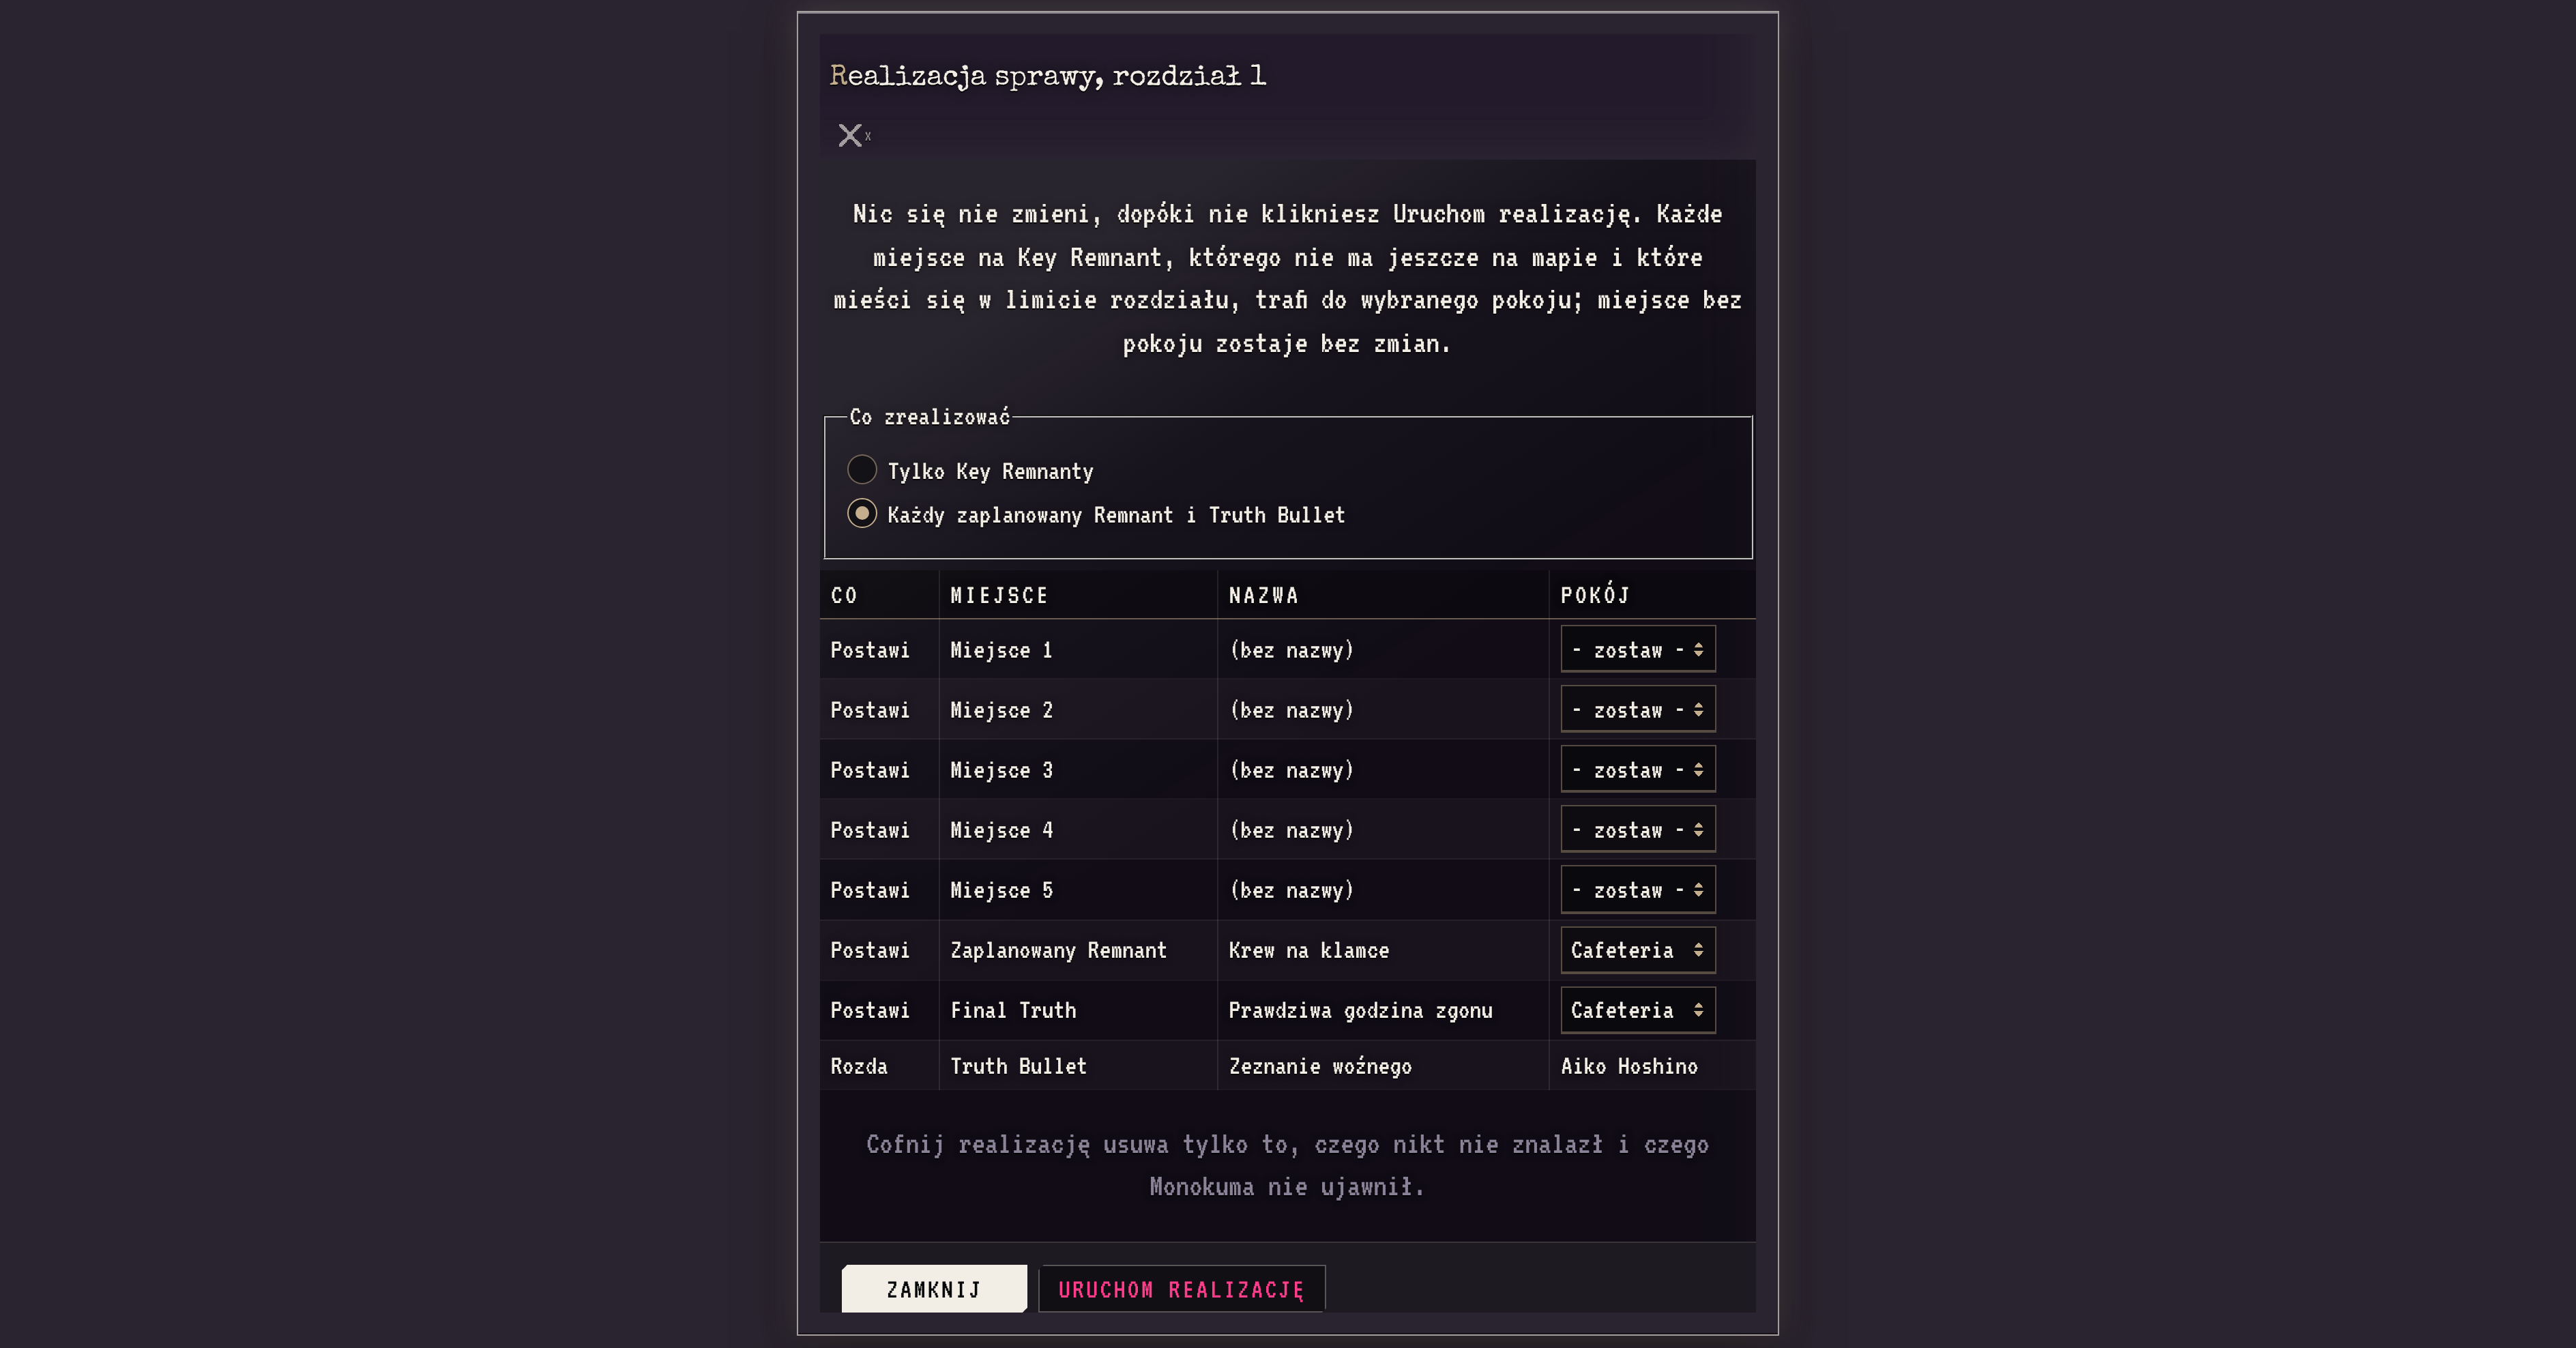 Realizacja sprawy, rozdział 1
x
Nic się nie zmieni, dopóki nie klikniesz Uruchom realizację. Każde
miejsce na Key Remnant, którego nie ma jeszcze na mapie i które
mieści się w limicie rozdziału, trafi do wybranego pokoju; miejsce bez
pokoju zostaje bez zmian.
Co zrealizować
Tylko Key Remnanty
Każdy zaplanowany Remnant i Truth Bullet
CO MIEJSCE NAZWA POKÓJ
Postawi Miejsce 1 (bez nazwy) - zostaw -
Postawi Miejsce 2 (bez nazwy) - zostaw -
Postawi Miejsce 3 (bez nazwy) - zostaw -
Postawi Miejsce 4 (bez nazwy) - zostaw -
Postawi Miejsce 5 (bez nazwy) - zostaw -
Postawi Zaplanowany Remnant Krew na klamce Cafeteria
Postawi Final Truth Prawdziwa godzina zgonu Cafeteria
Rozda Truth Bullet Zeznanie woźnego Aiko Hoshino
Cofnij realizację usuwa tylko to, czego nikt nie znalazł i czego
Monokuma nie ujawnił.
ZAMKNIJ URUCHOM REALIZACJĘ